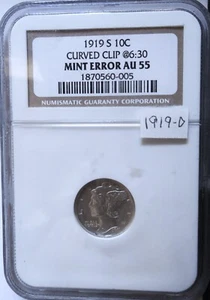 1919 S 10C
CURVED CLIP @6:30
MINT ERROR AU 55
1870560-005
NUMISMATIC GUARANTY CORPORATION
1919-D